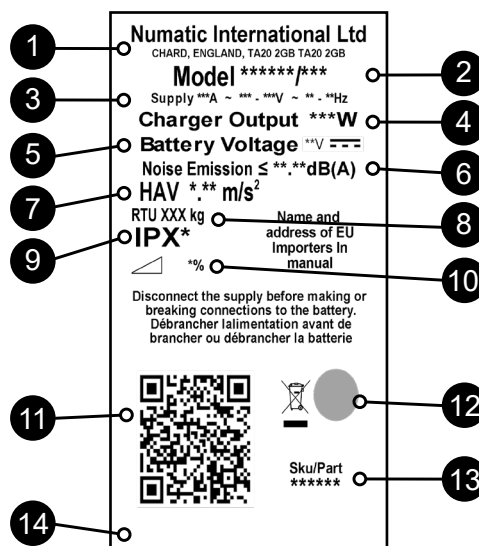 Numatic International Ltd
1
CHARD, ENGLAND, TA20 2GB TA20 2GB
Model ******/***
2
3
Supply ***A ~ *** - ***V ~ ** - **Hz
Charger Output ***W
4
5
Battery Voltage **V
Noise Emission ≤ **.**dB(A)
6
7
HAV *.** m/s²
RTU XXX kg
8
9
IPX*
Name and
address of EU
Importers In
manual
*%
10
Disconnect the supply before making or
breaking connections to the battery.
Débrancher lalimentation avant de
brancher ou débrancher la batterie
11
12
Sku/Part
******
13
14